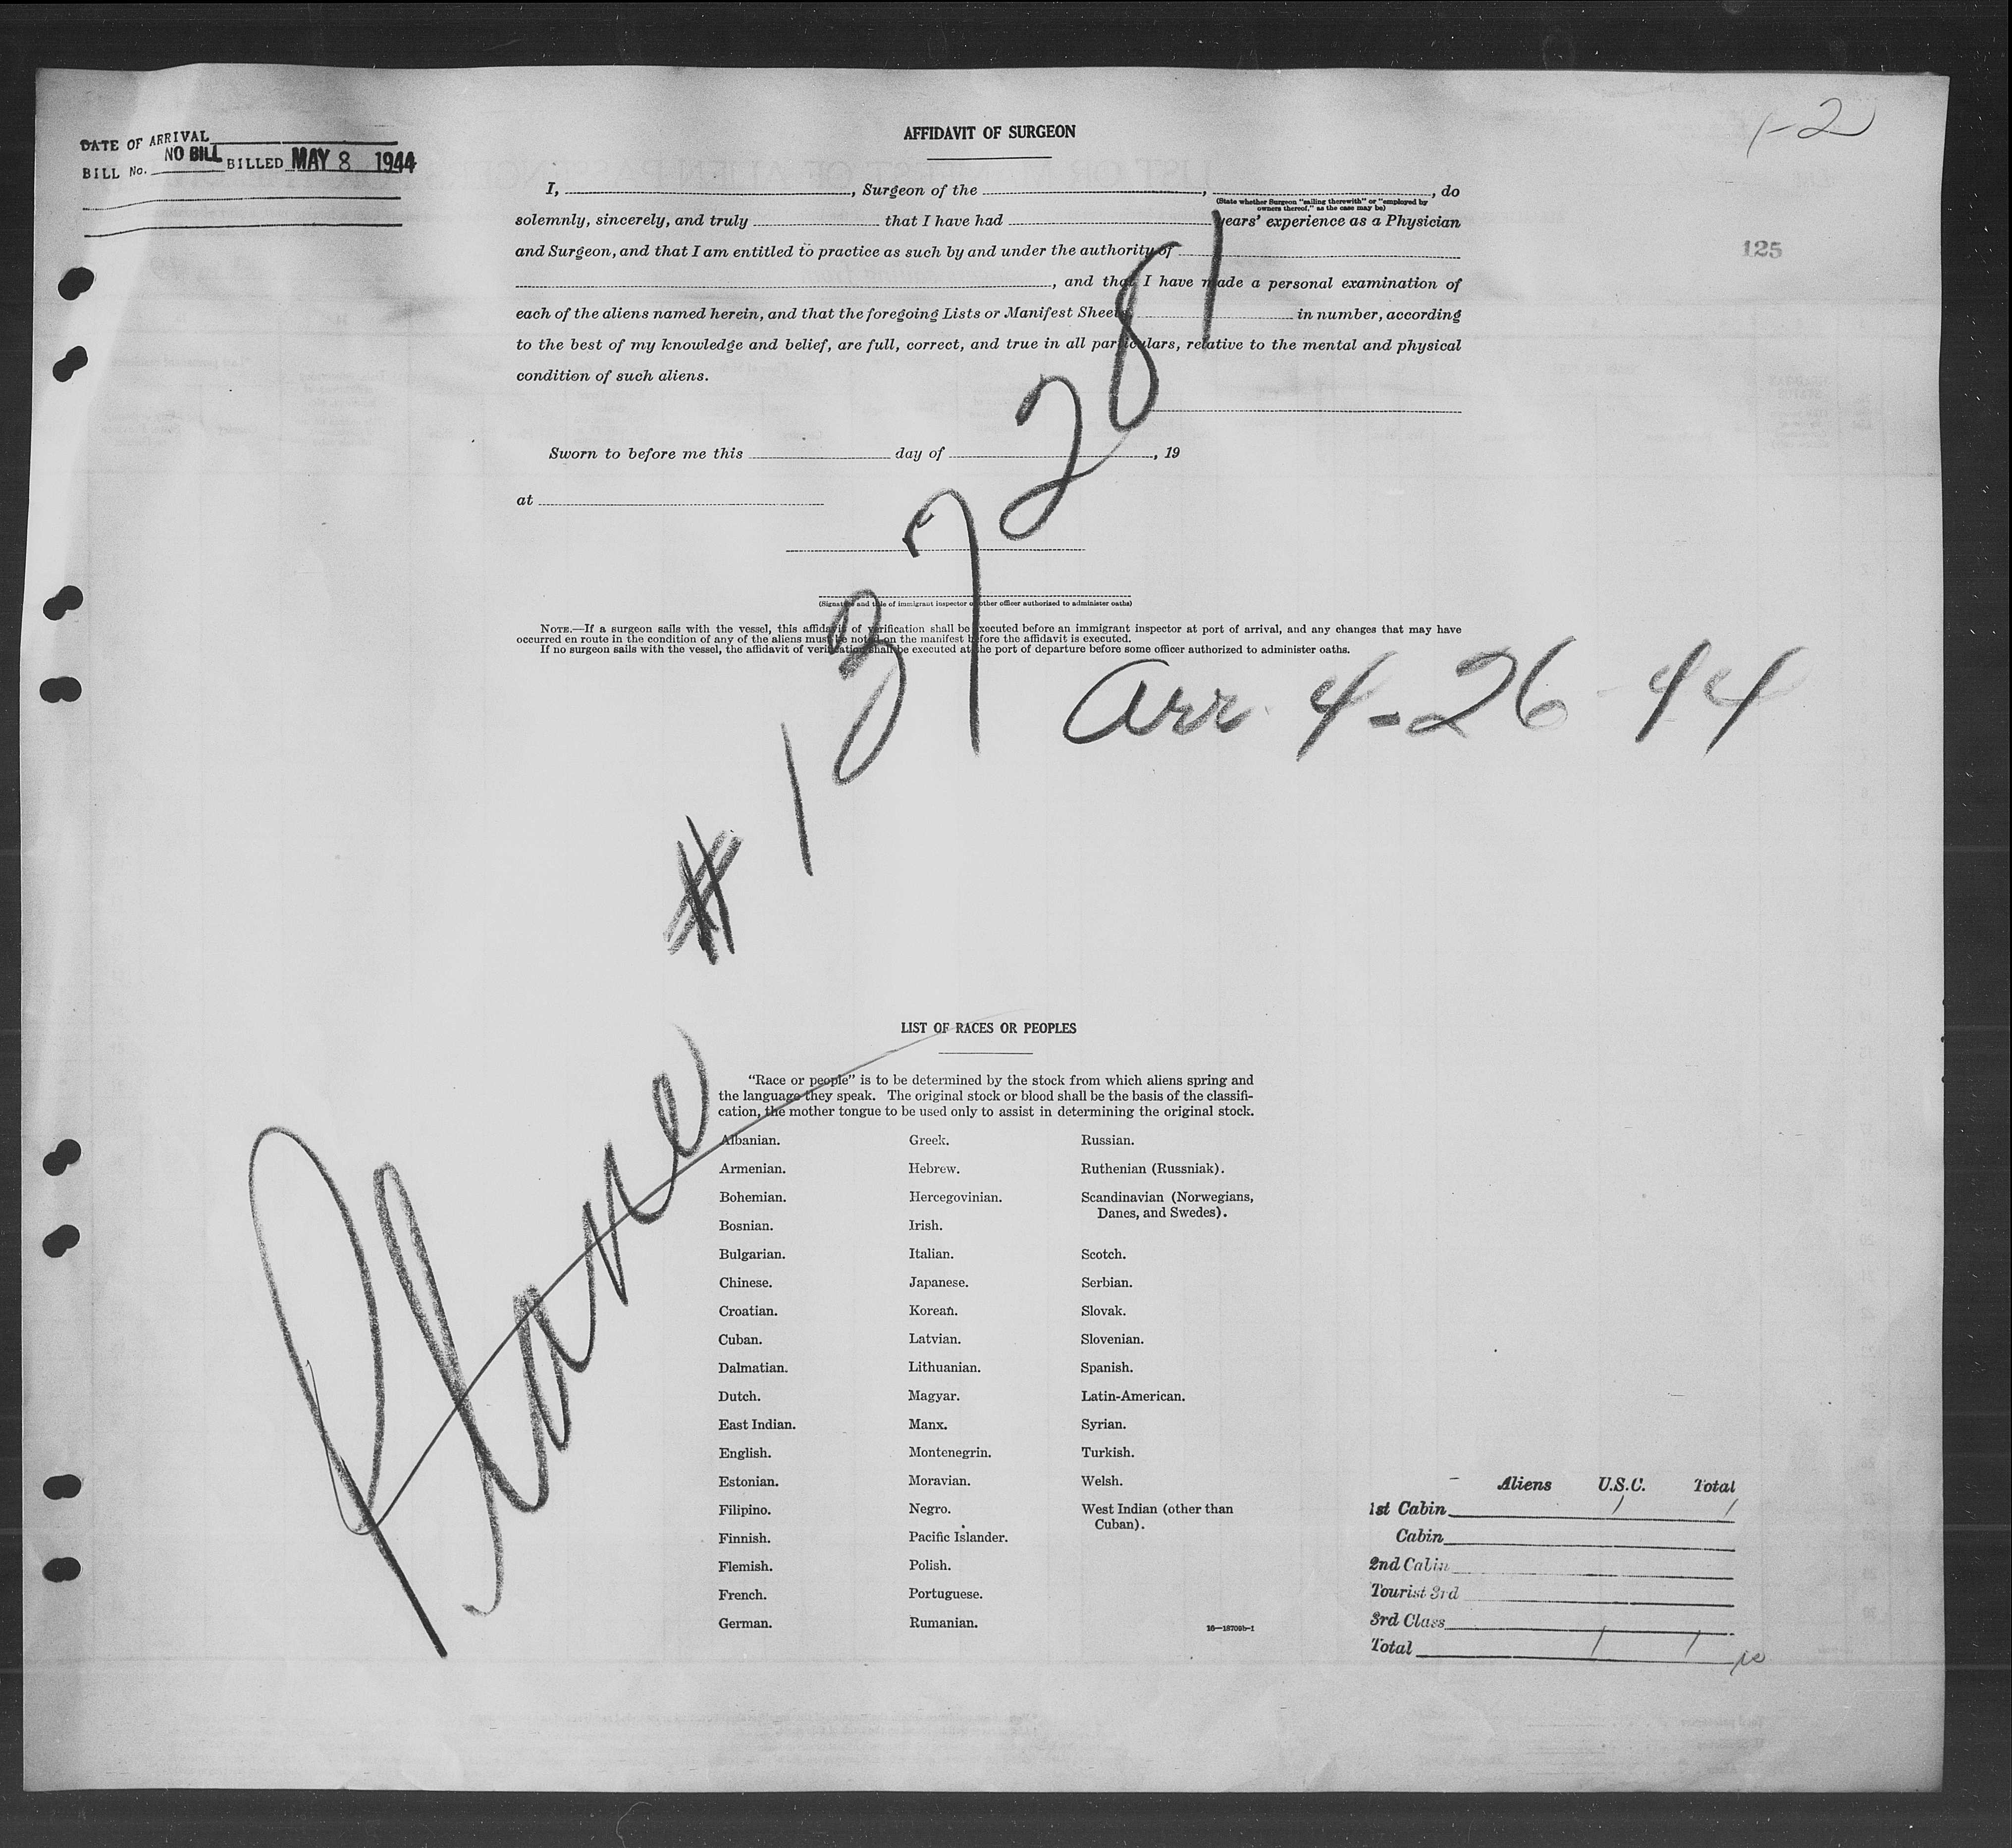 1-2
DATE OF ARRIVAL
BILL No. NO BILL BILLED MAY 8 1944
AFFIDAVIT OF SURGEON
I, , Surgeon of the , , do
(State whether Surgeon "sailing therewith" or "employed by
owners thereof," as the case may be)
solemnly, sincerely, and truly that I have had years' experience as a Physician
and Surgeon, and that I am entitled to practice as such by and under the authority of
125
, and that I have made a personal examination of
each of the aliens named herein, and that the foregoing Lists or Manifest Sheets, in number, according
to the best of my knowledge and belief, are full, correct, and true in all particulars, relative to the mental and physical
condition of such aliens.
Sworn to before me this day of , 19
at
(Signature and title of immigrant inspector or other officer authorized to administer oaths)
NOTE.—If a surgeon sails with the vessel, this affidavit of verification shall be executed before an immigrant inspector at port of arrival, and any changes that may have
occurred en route in the condition of any of the aliens must be noted on the manifest before the affidavit is executed.
If no surgeon sails with the vessel, the affidavit of verification shall be executed at the port of departure before some officer authorized to administer oaths.
Plane # 137281
Arr. 4-26-44
LIST OF RACES OR PEOPLES
"Race or people" is to be determined by the stock from which aliens spring and
the language they speak. The original stock or blood shall be the basis of the classifi-
cation, the mother tongue to be used only to assist in determining the original stock.
Albanian.
Armenian.
Bohemian.
Bosnian.
Bulgarian.
Chinese.
Croatian.
Cuban.
Dalmatian.
Dutch.
East Indian.
English.
Estonian.
Filipino.
Finnish.
Flemish.
French.
German.
Greek.
Hebrew.
Hercegovinian.
Irish.
Italian.
Japanese.
Korean.
Latvian.
Lithuanian.
Magyar.
Manx.
Montenegrin.
Moravian.
Negro.
Pacific Islander.
Polish.
Portuguese.
Rumanian.
Russian.
Ruthenian (Russniak).
Scandinavian (Norwegians,
Danes, and Swedes).
Scotch.
Serbian.
Slovak.
Slovenian.
Spanish.
Latin-American.
Syrian.
Turkish.
Welsh.
West Indian (other than
Cuban).
16—18709b-1
Aliens U.S.C. Total
1st Cabin 1 1
Cabin
2nd Cabin
Tourist 3rd
3rd Class
Total 1 1